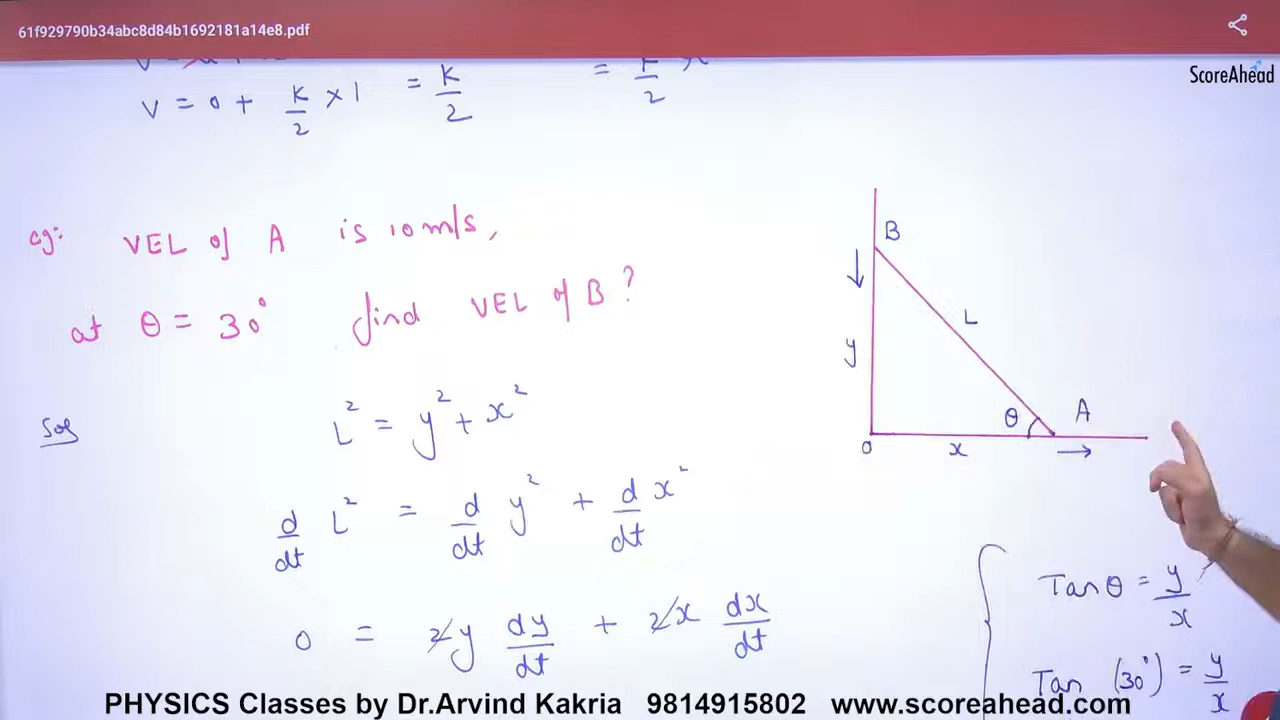 61f929790b34abc8d84b1692181a14e8.pdf
ScoreAhead
V = 0 + K/2 × 1 = K/2
= K/2
eg: VEL of A is 10 m/s,
at θ = 30° find VEL of B?
B
L
y
θ A
0 x
Sol
L² = y² + x²
d/dt L² = d/dt y² + d/dt x²
0 = 2y dy/dt + 2x dx/dt
Tan θ = y/x
Tan (30°) = y/x
PHYSICS Classes by Dr.Arvind Kakria 9814915802 www.scoreahead.com